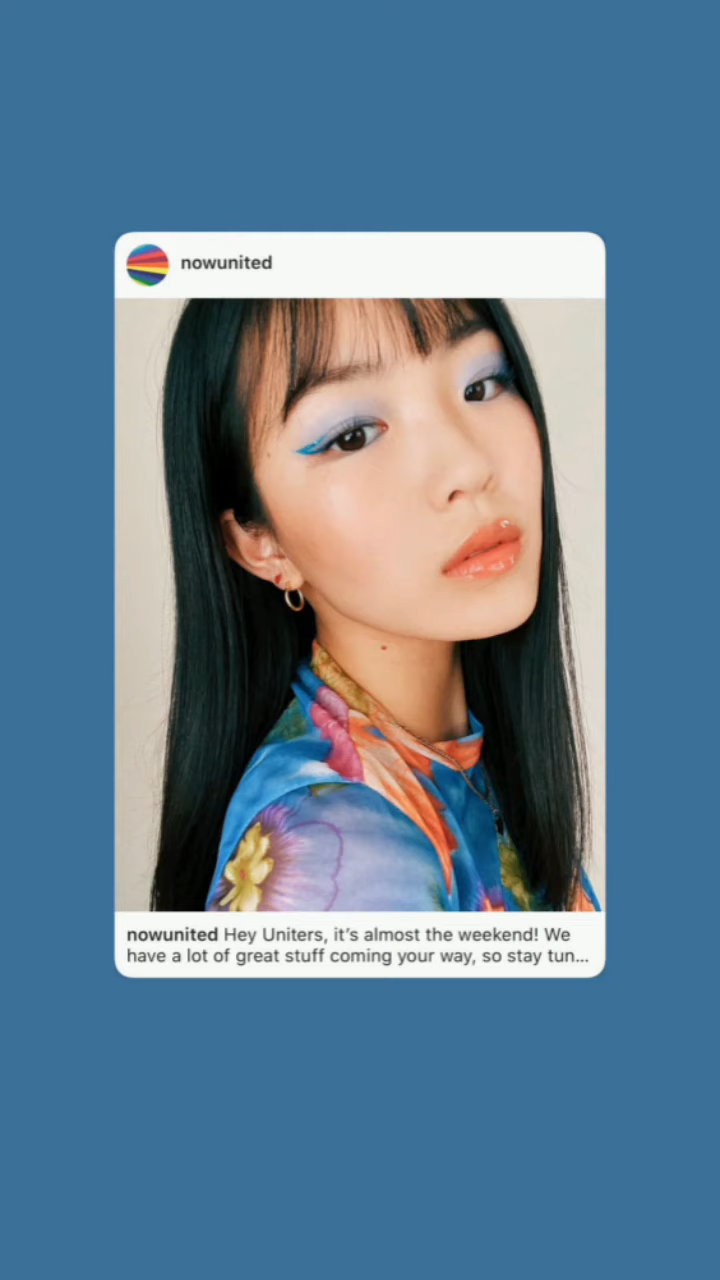 nowunited
nowunited Hey Uniters, it’s almost the weekend! We
have a lot of great stuff coming your way, so stay tun...